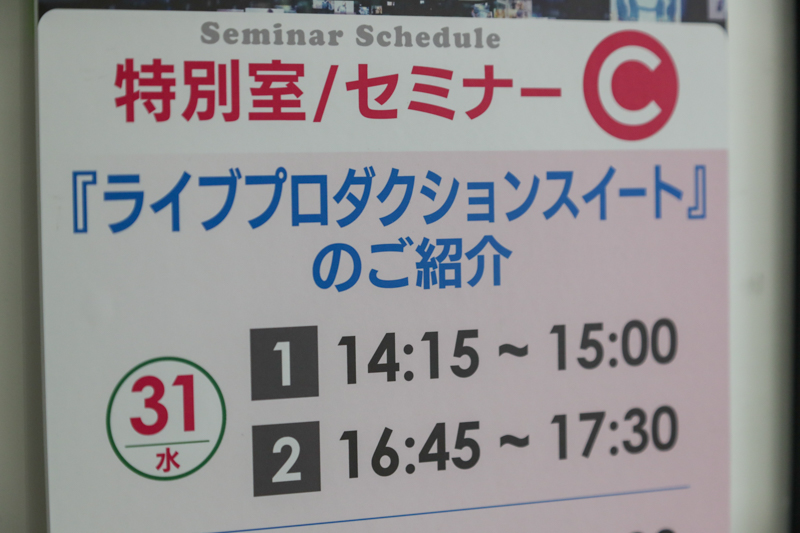 Seminar Schedule
特別室/セミナー C
『ライブプロダクションスイート』
のご紹介
31
水
1 14:15 ~ 15:00
2 16:45 ~ 17:30